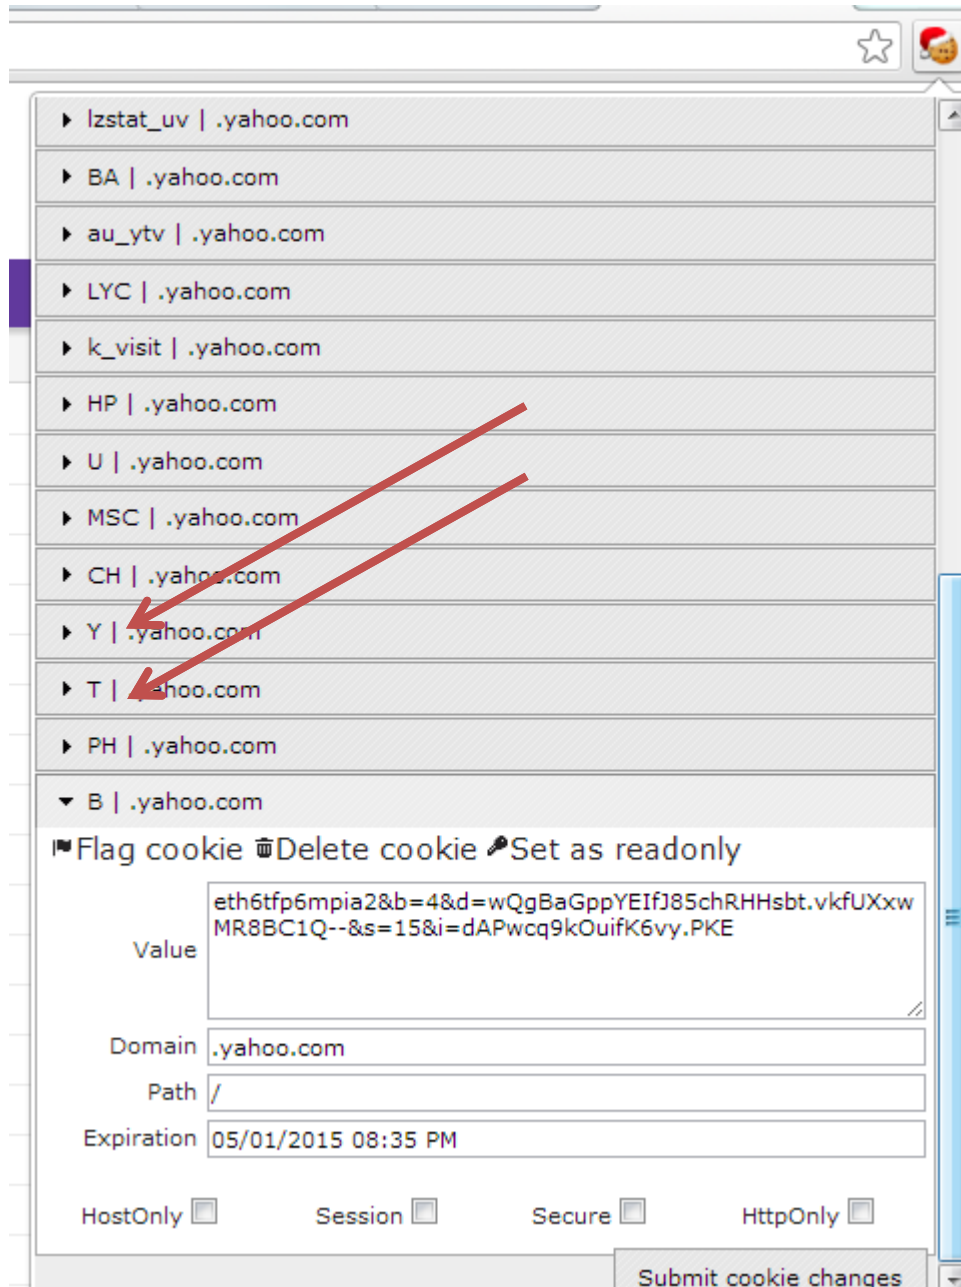 lzstat_uv | .yahoo.com
BA | .yahoo.com
au_ytv | .yahoo.com
LYC | .yahoo.com
k_visit | .yahoo.com
HP | .yahoo.com
U | .yahoo.com
MSC | .yahoo.com
CH | .yahoo.com
Y | .yahoo.com
T | .yahoo.com
PH | .yahoo.com
B | .yahoo.com
Flag cookie Delete cookie Set as readonly
Value
eth6tfp6mpia2&b=4&d=wQgBaGppYEIfJ85chRHHsbt.vkfUXxw
MR8BC1Q--&s=15&i=dAPwcq9kOuifK6vy.PKE
Domain .yahoo.com
Path /
Expiration 05/01/2015 08:35 PM
HostOnly Session Secure HttpOnly
Submit cookie changes